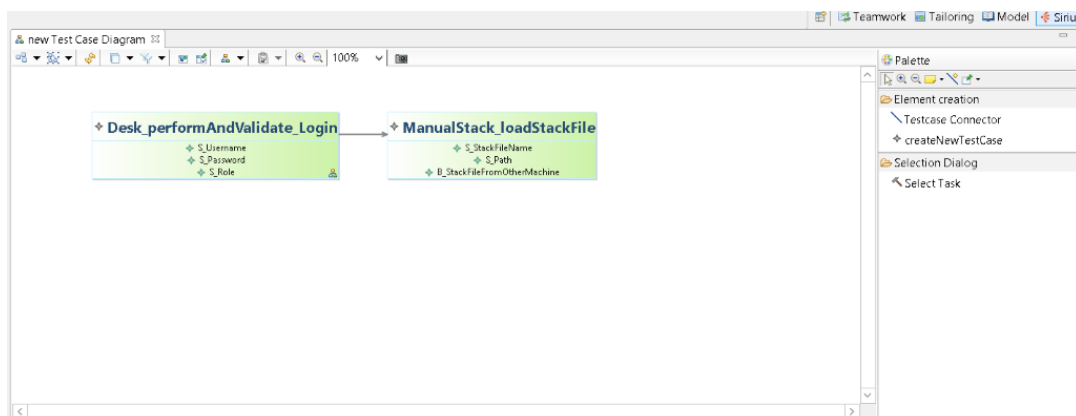 Teamwork Tailoring Model Siriu
new Test Case Diagram
100%
Palette
Desk_performAndValidate_Login
S_Username
S_Password
S_Role
ManualStack_loadStackFile
S_StackFileName
S_Path
B_StackFileFromOtherMachine
Element creation
Testcase Connector
createNewTestCase
Selection Dialog
Select Task